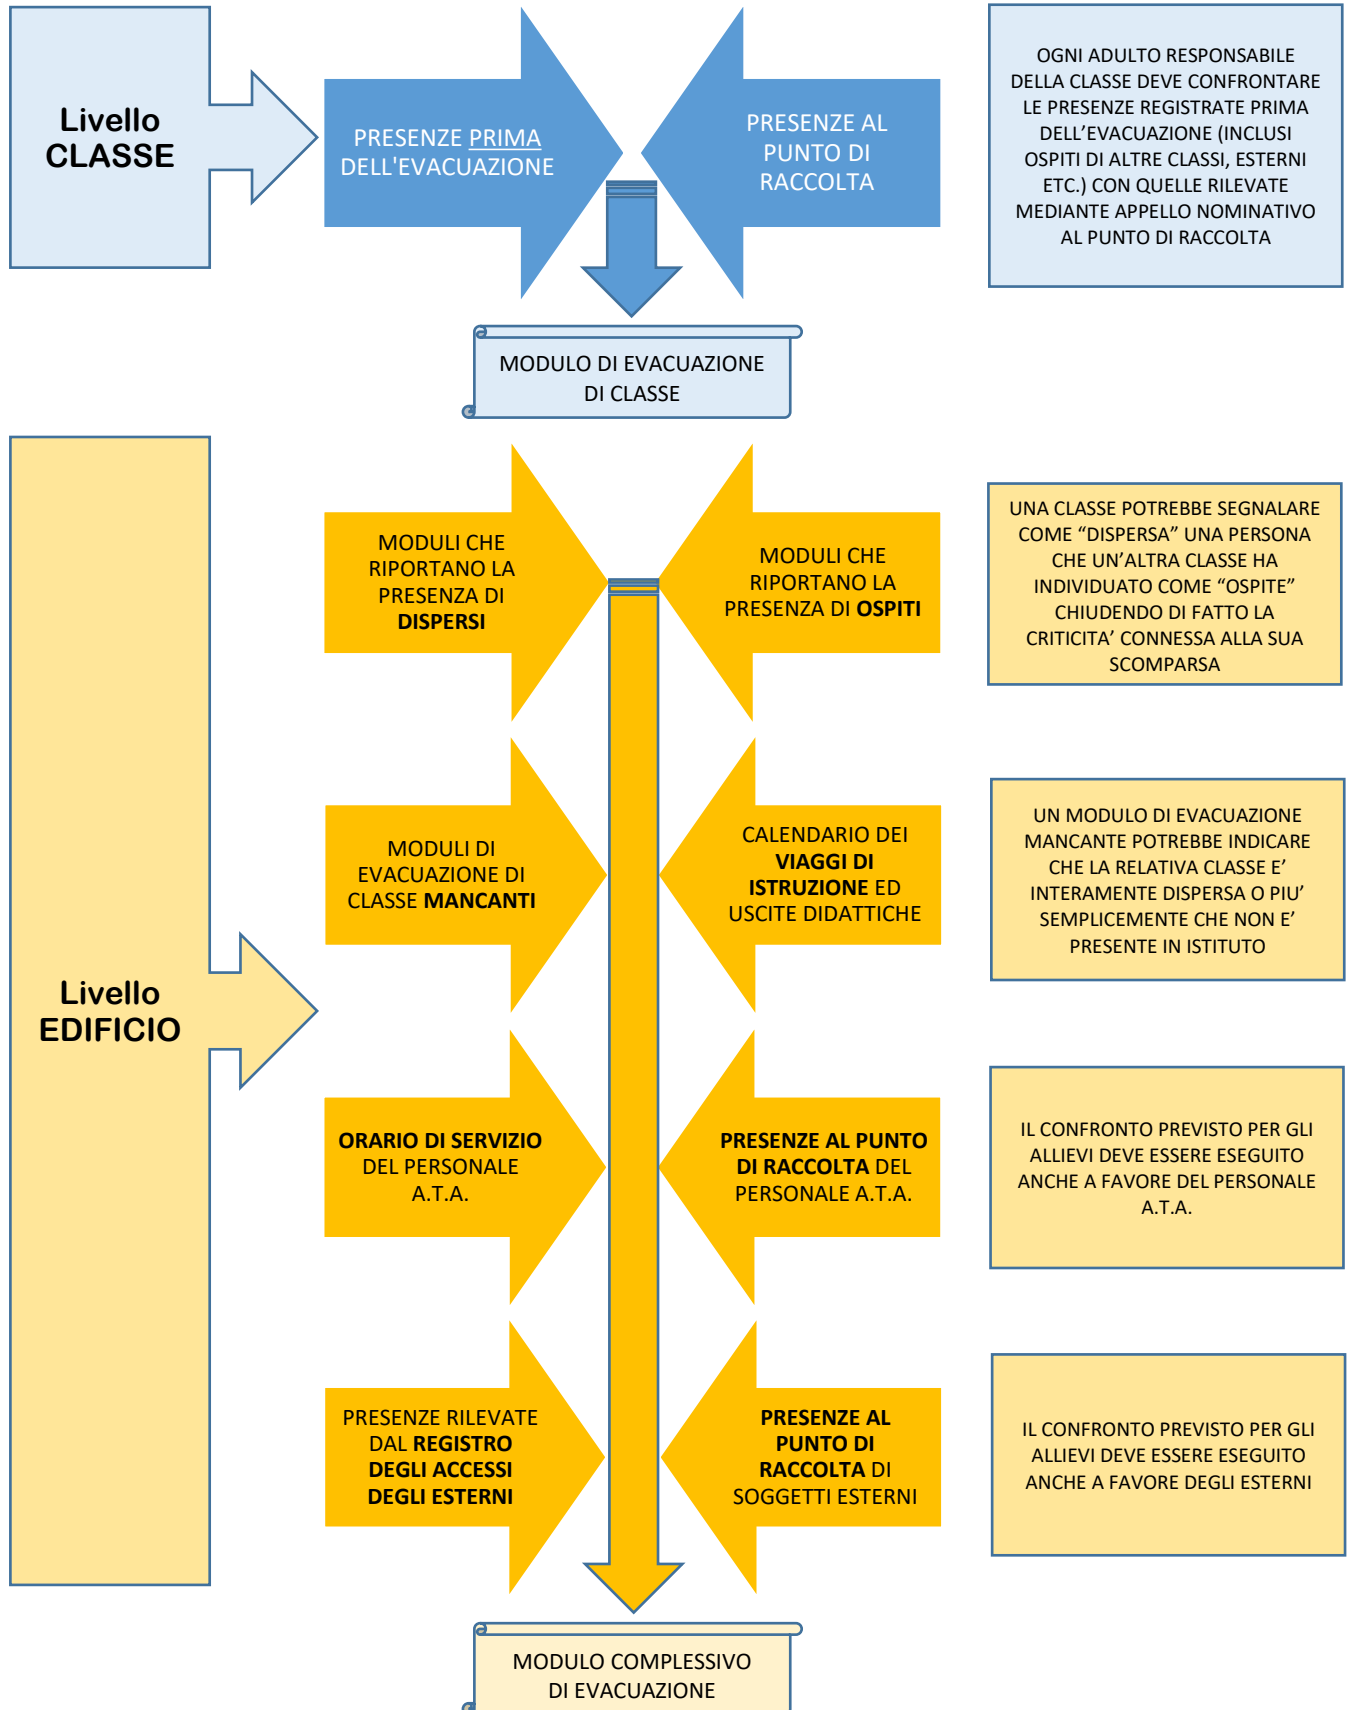 Livello
CLASSE
PRESENZE PRIMA
DELL'EVACUAZIONE
PRESENZE AL
PUNTO DI
RACCOLTA
OGNI ADULTO RESPONSABILE
DELLA CLASSE DEVE CONFRONTARE
LE PRESENZE REGISTRATE PRIMA
DELL’EVACUAZIONE (INCLUSI
OSPITI DI ALTRE CLASSI, ESTERNI
ETC.) CON QUELLE RILEVATE
MEDIANTE APPELLO NOMINATIVO
AL PUNTO DI RACCOLTA
MODULO DI EVACUAZIONE
DI CLASSE
Livello
EDIFICIO
MODULI CHE
RIPORTANO LA
PRESENZA DI
DISPERSI
MODULI CHE
RIPORTANO LA
PRESENZA DI OSPITI
UNA CLASSE POTREBBE SEGNALARE
COME “DISPERSA” UNA PERSONA
CHE UN’ALTRA CLASSE HA
INDIVIDUATO COME “OSPITE”
CHIUDENDO DI FATTO LA
CRITICITA’ CONNESSA ALLA SUA
SCOMPARSA
MODULI DI
EVACUAZIONE DI
CLASSE MANCANTI
CALENDARIO DEI
VIAGGI DI
ISTRUZIONE ED
USCITE DIDATTICHE
UN MODULO DI EVACUAZIONE
MANCANTE POTREBBE INDICARE
CHE LA RELATIVA CLASSE E’
INTERAMENTE DISPERSA O PIU’
SEMPLICEMENTE CHE NON E’
PRESENTE IN ISTITUTO
ORARIO DI SERVIZIO
DEL PERSONALE
A.T.A.
PRESENZE AL PUNTO
DI RACCOLTA DEL
PERSONALE A.T.A.
IL CONFRONTO PREVISTO PER GLI
ALLIEVI DEVE ESSERE ESEGUITO
ANCHE A FAVORE DEL PERSONALE
A.T.A.
PRESENZE RILEVATE
DAL REGISTRO
DEGLI ACCESSI
DEGLI ESTERNI
PRESENZE AL
PUNTO DI
RACCOLTA DI
SOGGETTI ESTERNI
IL CONFRONTO PREVISTO PER GLI
ALLIEVI DEVE ESSERE ESEGUITO
ANCHE A FAVORE DEGLI ESTERNI
MODULO COMPLESSIVO
DI EVACUAZIONE